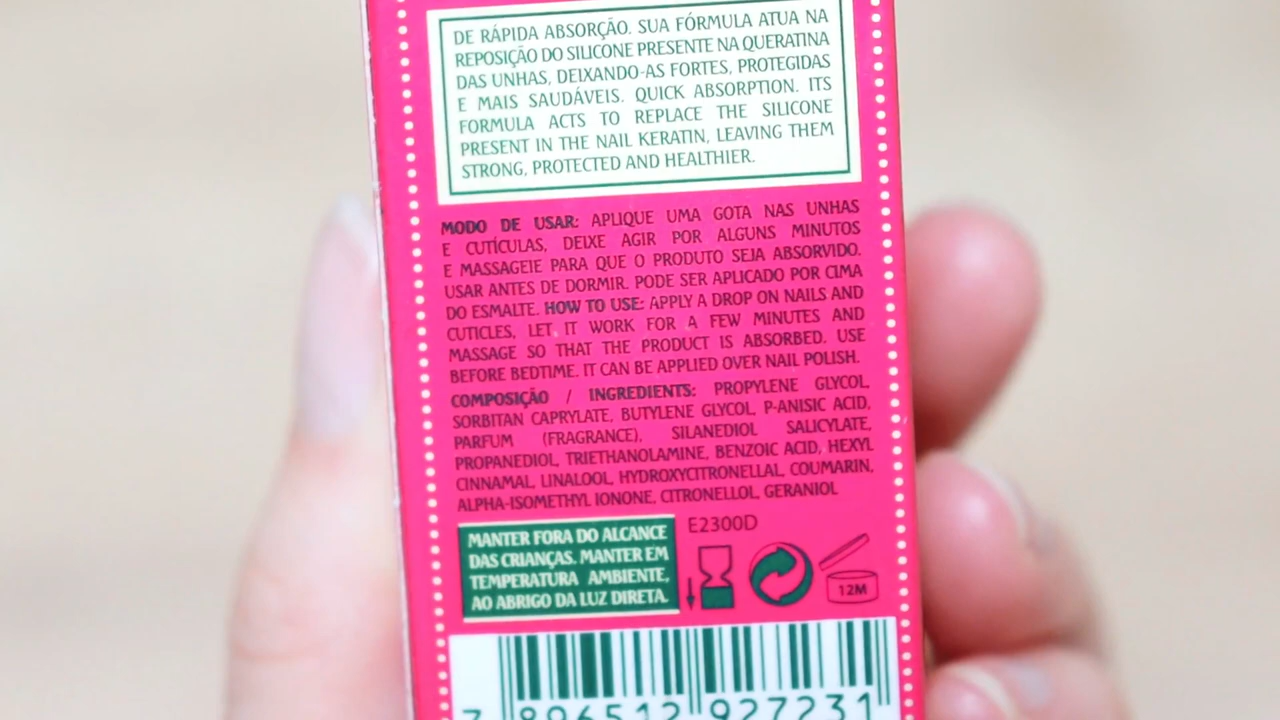 DE RÁPIDA ABSORÇÃO. SUA FÓRMULA ATUA NA
REPOSIÇÃO DO SILICONE PRESENTE NA QUERATINA
DAS UNHAS, DEIXANDO-AS FORTES, PROTEGIDAS
E MAIS SAUDÁVEIS. QUICK ABSORPTION. ITS
FORMULA ACTS TO REPLACE THE SILICONE
PRESENT IN THE NAIL KERATIN, LEAVING THEM
STRONG, PROTECTED AND HEALTHIER.
MODO DE USAR: APLIQUE UMA GOTA NAS UNHAS
E CUTÍCULAS, DEIXE AGIR POR ALGUNS MINUTOS
E MASSAGEIE PARA QUE O PRODUTO SEJA ABSORVIDO.
USAR ANTES DE DORMIR. PODE SER APLICADO POR CIMA
DO ESMALTE. HOW TO USE: APPLY A DROP ON NAILS AND
CUTICLES, LET IT WORK FOR A FEW MINUTES AND
MASSAGE SO THAT THE PRODUCT IS ABSORBED. USE
BEFORE BEDTIME. IT CAN BE APPLIED OVER NAIL POLISH.
COMPOSIÇÃO / INGREDIENTS: PROPYLENE GLYCOL,
SORBITAN CAPRYLATE, BUTYLENE GLYCOL, P-ANISIC ACID,
PARFUM (FRAGRANCE), SILANEDIOL SALICYLATE,
PROPANEDIOL, TRIETHANOLAMINE, BENZOIC ACID, HEXYL
CINNAMAL, LINALOOL, HYDROXYCITRONELLAL, COUMARIN,
ALPHA-ISOMETHYL IONONE, CITRONELLOL, GERANIOL
MANTER FORA DO ALCANCE
DAS CRIANÇAS. MANTER EM
TEMPERATURA AMBIENTE,
AO ABRIGO DA LUZ DIRETA.
E2300D
12M
7 896512 927231